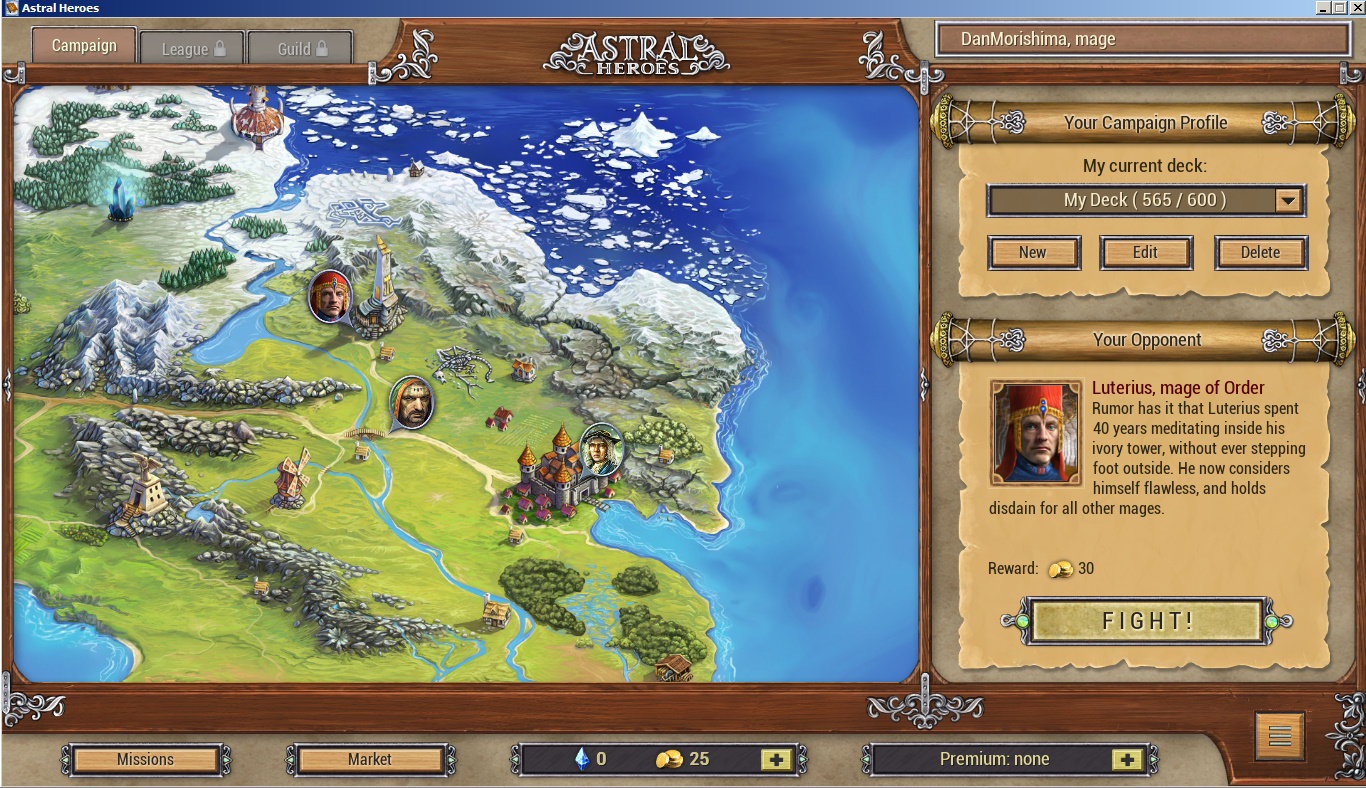 Astral Heroes
Campaign
League
Guild
ASTRAL
HEROES
DanMorishima, mage
Your Campaign Profile
My current deck:
My Deck ( 565 / 600 )
New
Edit
Delete
Your Opponent
Luterius, mage of Order
Rumor has it that Luterius spent
40 years meditating inside his
ivory tower, without ever stepping
foot outside. He now considers
himself flawless, and holds
disdain for all other mages.
Reward: 30
FIGHT!
Missions
Market
0
25
Premium: none